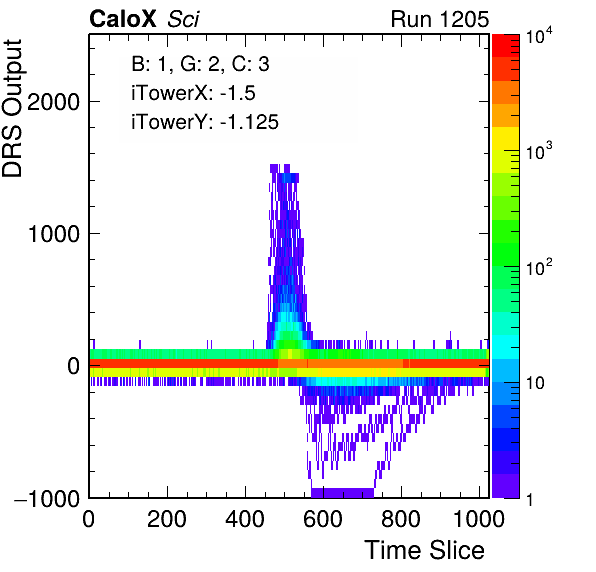 CaloX Sci Run 1205
B: 1, G: 2, C: 3
iTowerX: -1.5
iTowerY: -1.125
DRS Output
2000
1000
0
−1000
0 200 400 600 800 1000
Time Slice
10^4
10^3
10^2
10
1